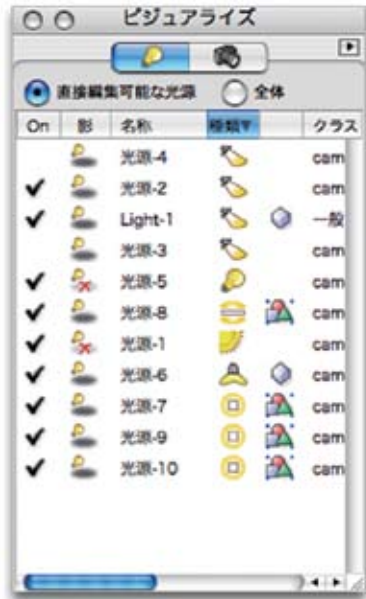 ビジュアライズ
直接編集可能な光源 全体
On 影 名称 種類▼ クラス
光源-4 cam
光源-2 cam
Light-1 一般
光源-3 cam
光源-5 cam
光源-8 cam
光源-1 cam
光源-6 cam
光源-7 cam
光源-9 cam
光源-10 cam